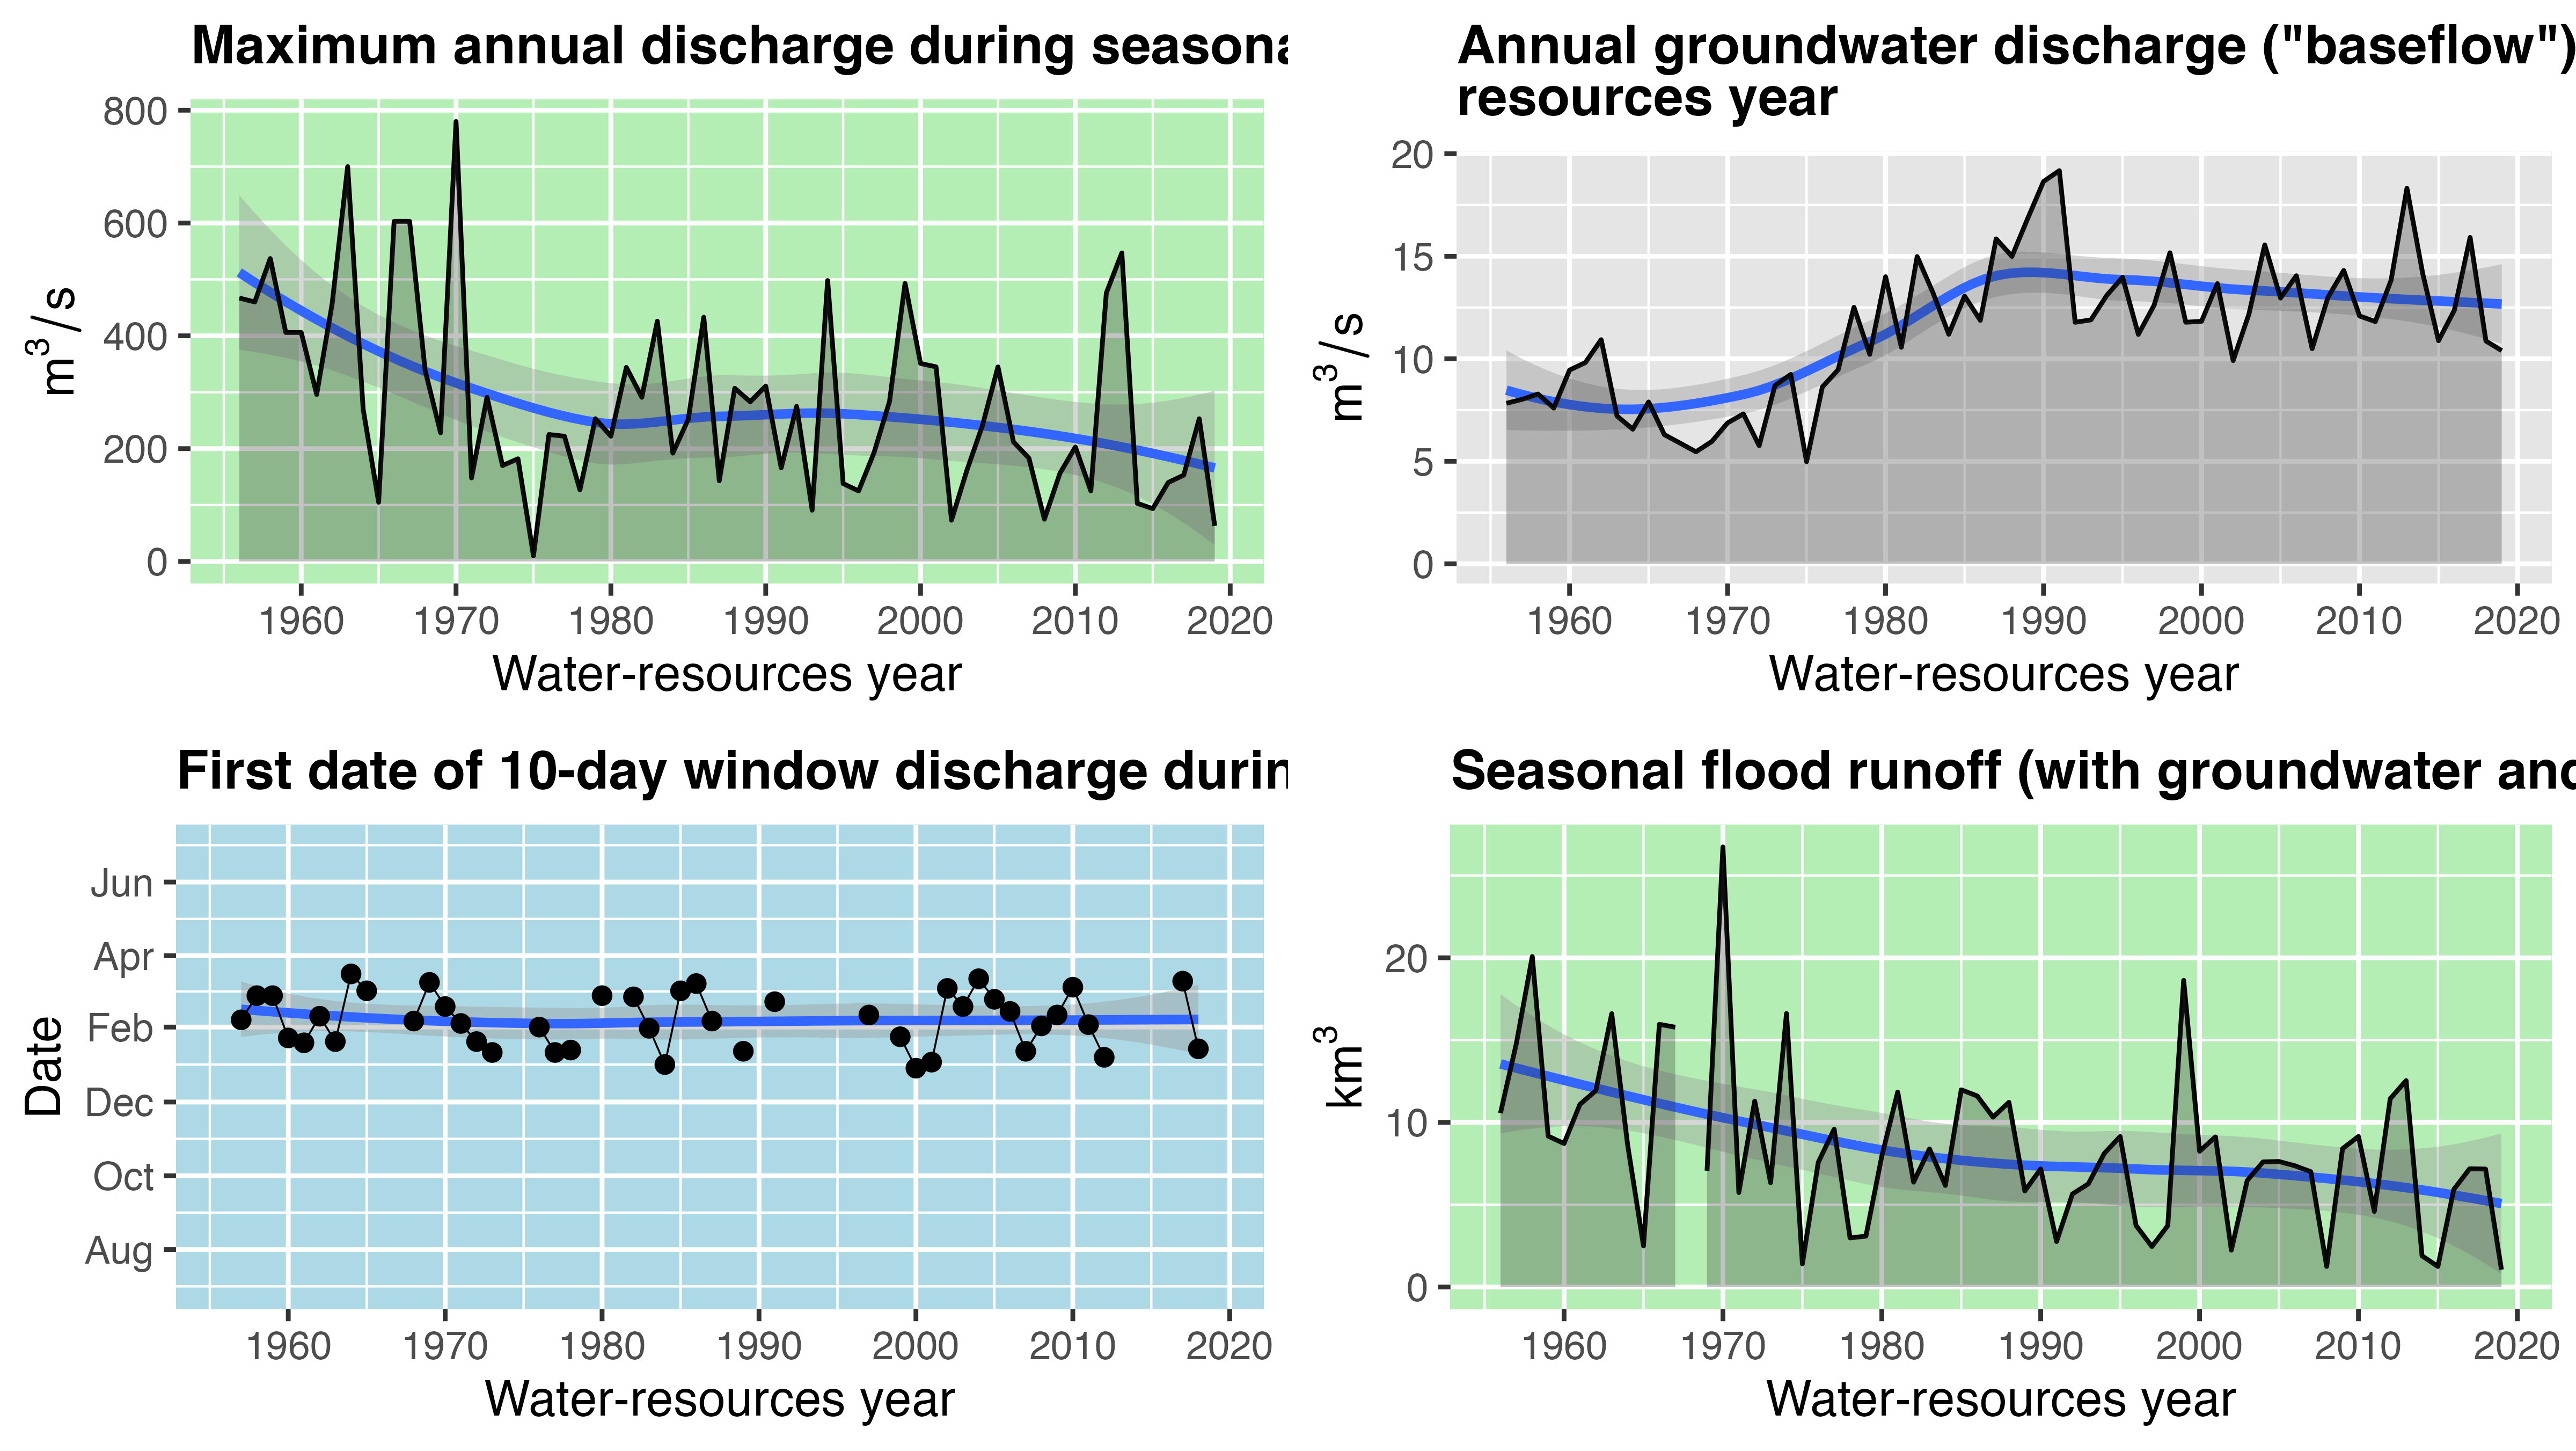 Maximum annual discharge during seasona
800
600
400
200
0
m³/s
1960 1970 1980 1990 2000 2010 2020
Water-resources year
Annual groundwater discharge ("baseflow")
resources year
20
15
10
5
0
m³/s
1960 1970 1980 1990 2000 2010 2020
Water-resources year
First date of 10-day window discharge durin
Jun
Apr
Feb
Dec
Oct
Aug
Date
1960 1970 1980 1990 2000 2010 2020
Water-resources year
Seasonal flood runoff (with groundwater and
20
10
0
km³
1960 1970 1980 1990 2000 2010 2020
Water-resources year